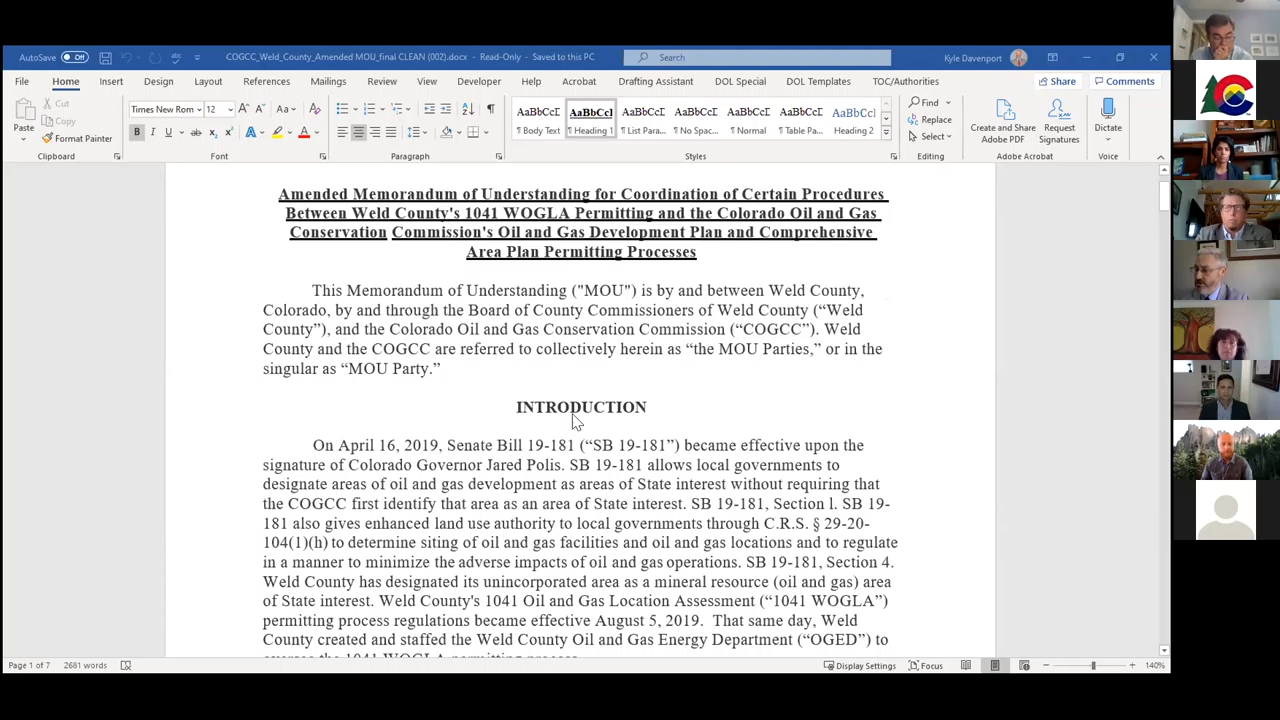 AutoSave Off COGCC_Weld_County_Amended MOU_final CLEAN (002).docx - Read-Only - Saved to this PC Search Kyle Davenport
File Home Insert Design Layout References Mailings Review View Developer Help Acrobat Drafting Assistant DOL Special DOL Templates TOC/Authorities Share Comments
Paste
Cut
Copy
Format Painter
Clipboard
Times New Rom 12
Font
Paragraph
AaBbCcI AaBbCcI AaBbCcI AaBbCcI AaBbCcI AaBbCcI AaBbCcI
¶ Body Text ¶ Heading 1 ¶ List Para... ¶ No Spac... ¶ Normal ¶ Table Pa... Heading 2
Styles
Find
Replace
Select
Editing
Create and Share Adobe PDF
Request Signatures
Adobe Acrobat
Dictate
Voice
Amended Memorandum of Understanding for Coordination of Certain Procedures
Between Weld County's 1041 WOGLA Permitting and the Colorado Oil and Gas
Conservation Commission's Oil and Gas Development Plan and Comprehensive
Area Plan Permitting Processes
This Memorandum of Understanding ("MOU") is by and between Weld County,
Colorado, by and through the Board of County Commissioners of Weld County (“Weld
County”), and the Colorado Oil and Gas Conservation Commission (“COGCC”). Weld
County and the COGCC are referred to collectively herein as “the MOU Parties,” or in the
singular as “MOU Party.”
INTRODUCTION
On April 16, 2019, Senate Bill 19-181 (“SB 19-181”) became effective upon the
signature of Colorado Governor Jared Polis. SB 19-181 allows local governments to
designate areas of oil and gas development as areas of State interest without requiring that
the COGCC first identify that area as an area of State interest. SB 19-181, Section l. SB 19-
181 also gives enhanced land use authority to local governments through C.R.S. § 29-20-
104(1)(h) to determine siting of oil and gas facilities and oil and gas locations and to regulate
in a manner to minimize the adverse impacts of oil and gas operations. SB 19-181, Section 4.
Weld County has designated its unincorporated area as a mineral resource (oil and gas) area
of State interest. Weld County's 1041 Oil and Gas Location Assessment (“1041 WOGLA”)
permitting process regulations became effective August 5, 2019. That same day, Weld
County created and staffed the Weld County Oil and Gas Energy Department (“OGED”) to
oversee the 1041 WOGLA permitting process.
Page 1 of 7 2681 words Display Settings Focus 140%